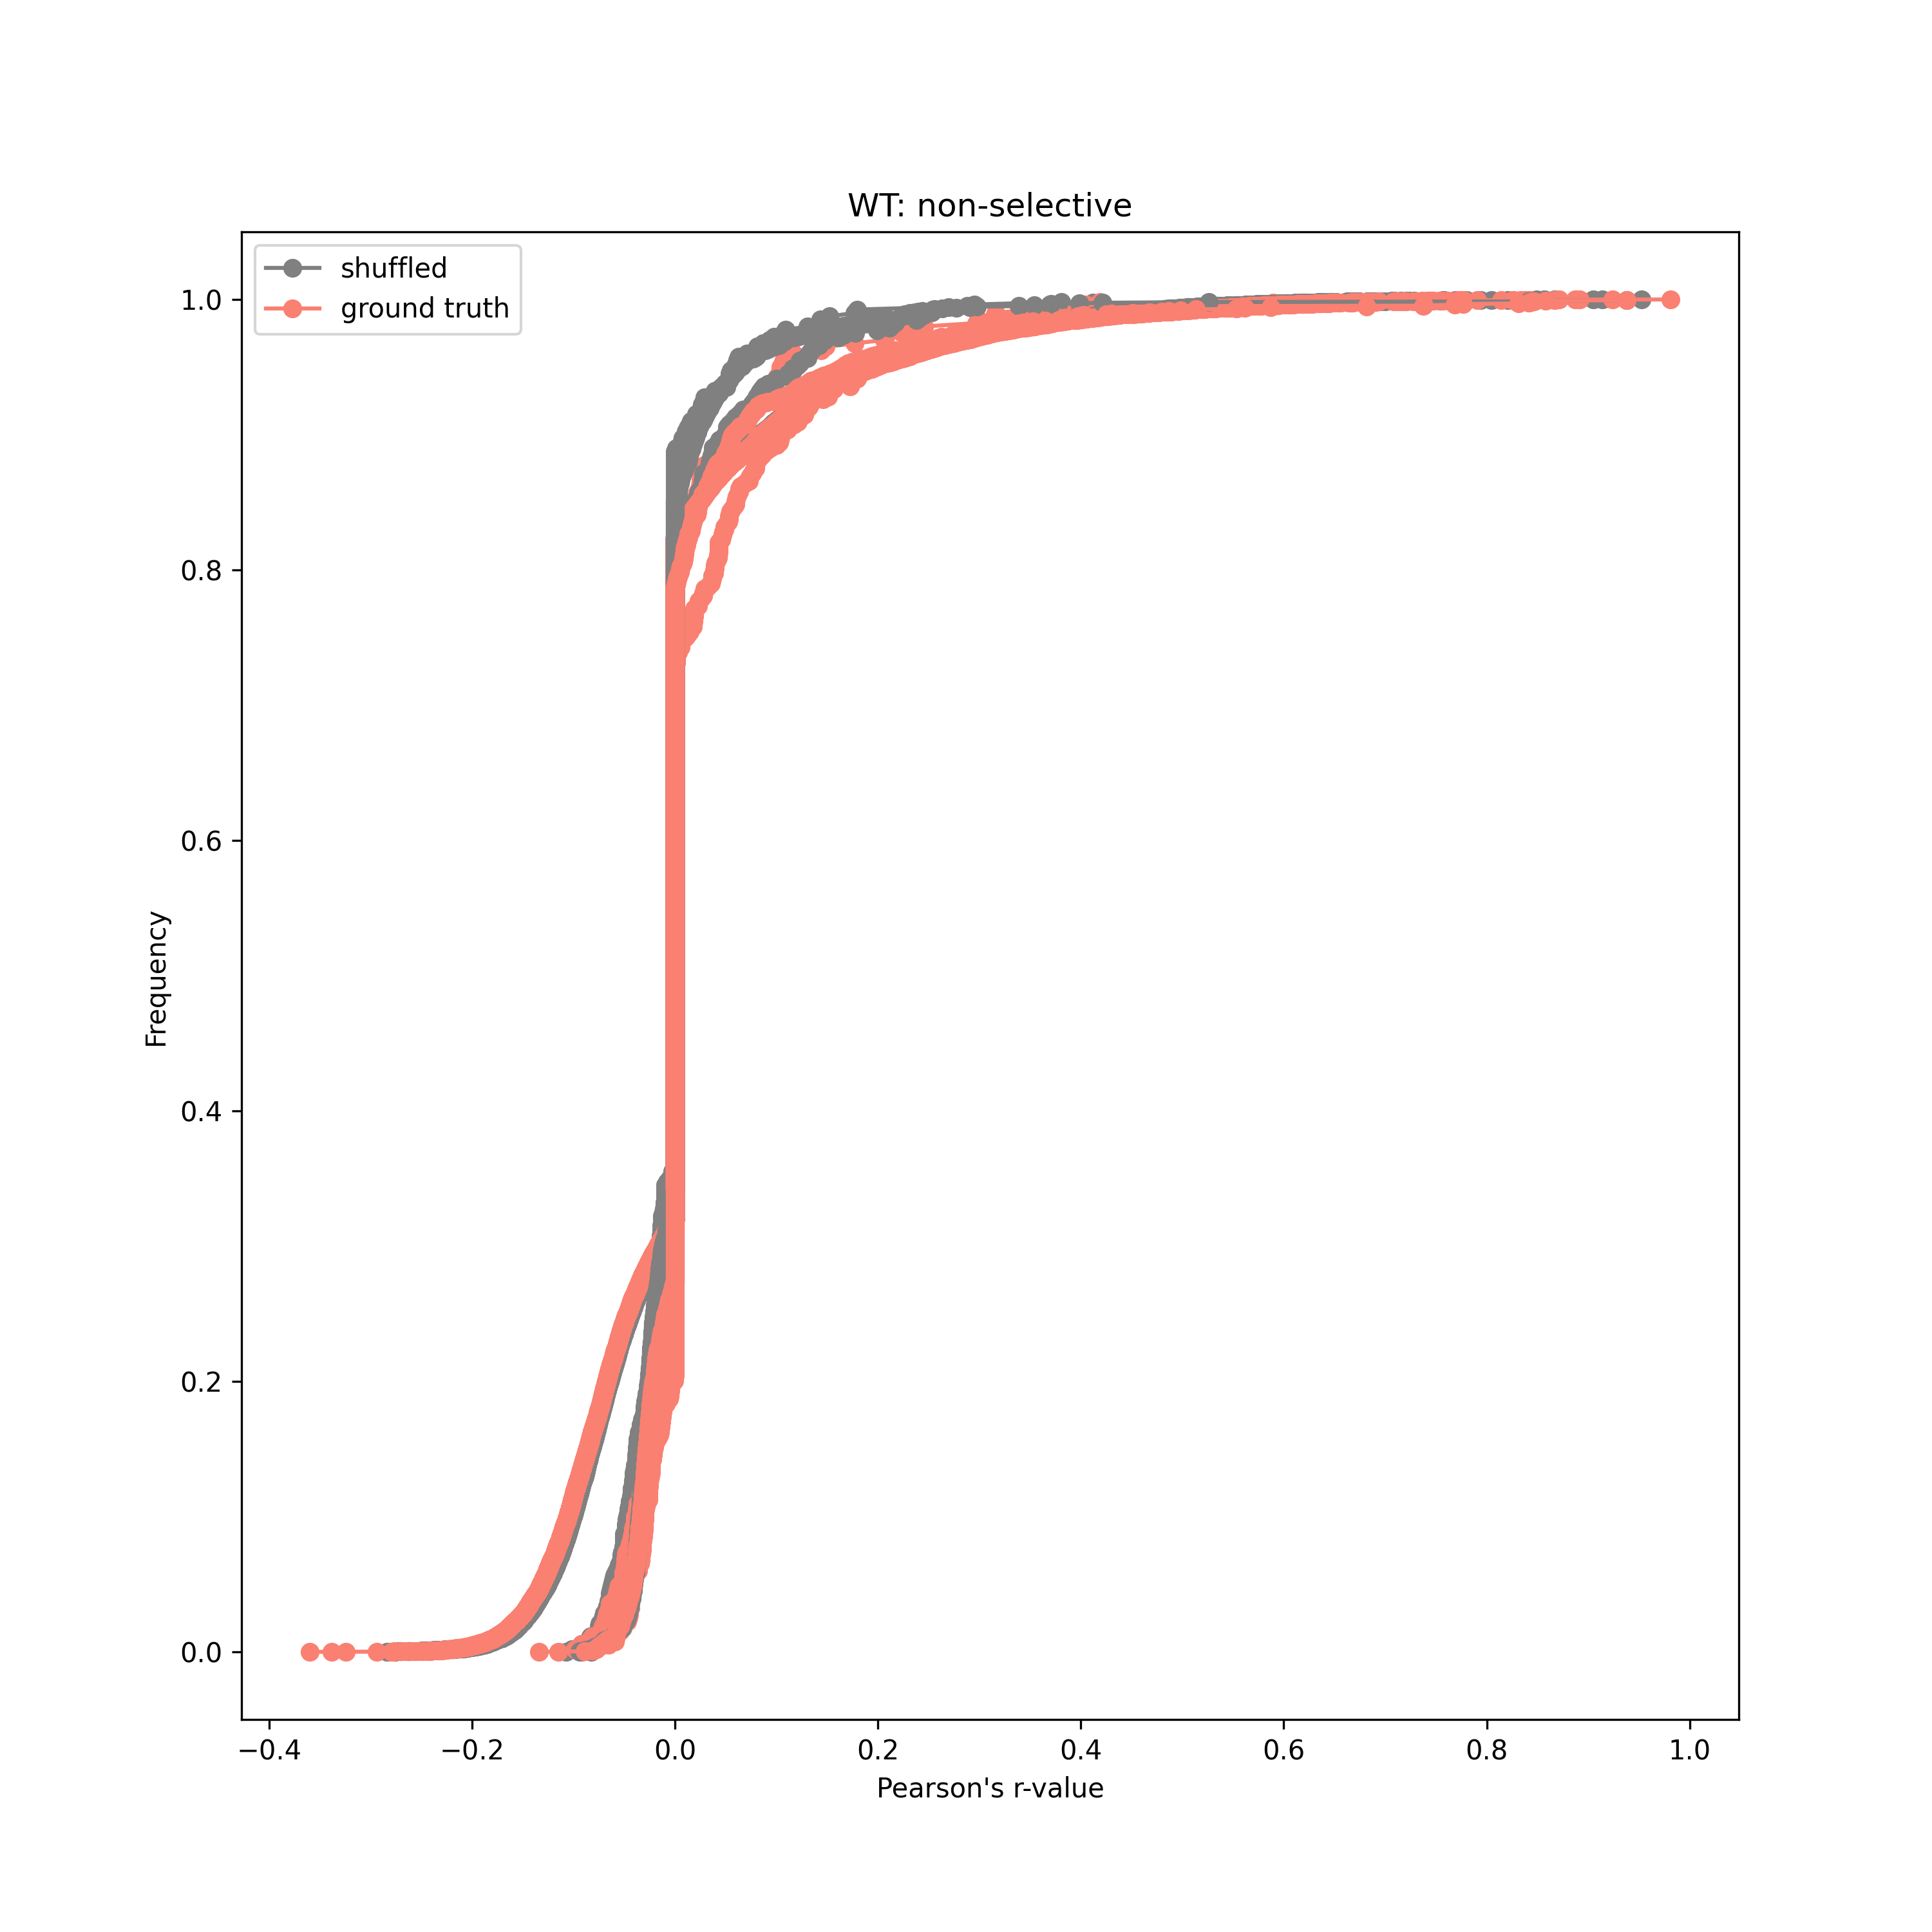 WT: non-selective
shuffled
ground truth
1.0
0.8
0.6
0.4
0.2
0.0
Frequency
−0.4 −0.2 0.0 0.2 0.4 0.6 0.8 1.0
Pearson's r-value